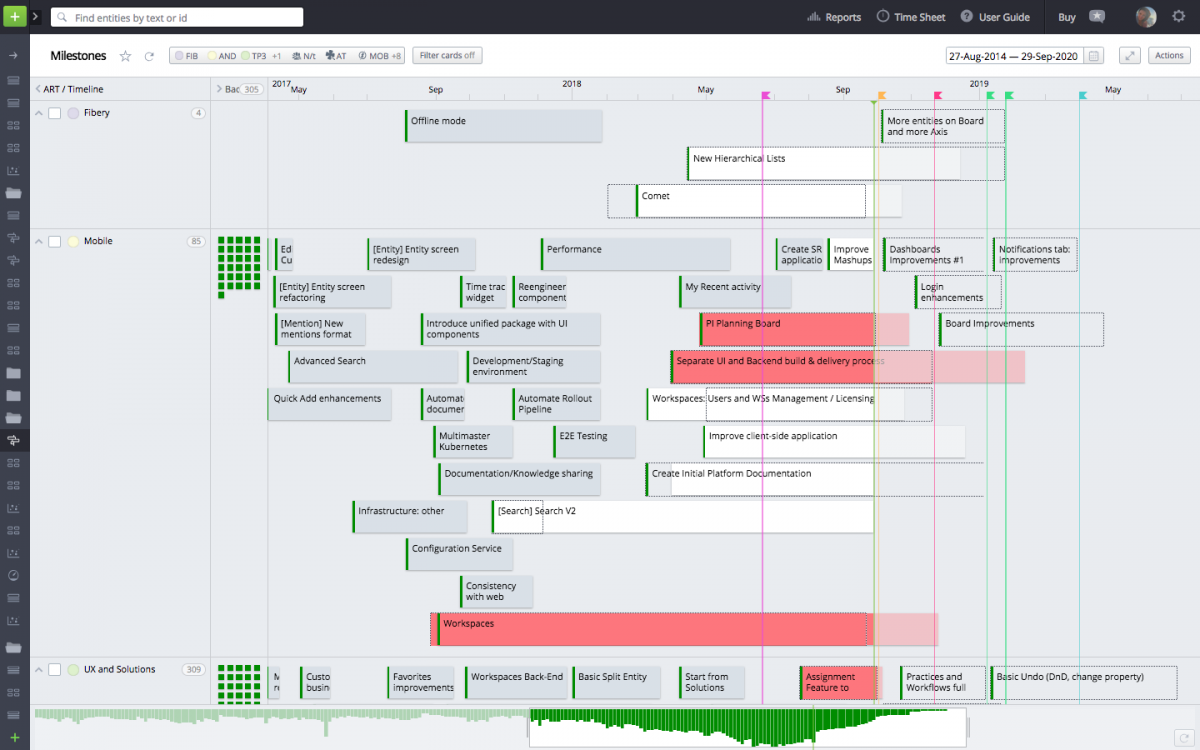 Find entities by text or id
Reports
Time Sheet
User Guide
Buy
Milestones
FIB
AND
TP3 +1
N/t
AT
MOB +8
Filter cards off
27-Aug-2014 — 29-Sep-2020
Actions
ART / Timeline
Bac 305
2017
May
Sep
2018
May
Sep
2019
May
Fibery
4
Offline mode
More entities on Board
and more Axis
New Hierarchical Lists
Comet
Mobile
85
Ed
Cu
[Entity] Entity screen
redesign
Performance
Create SR
applicatio
Improve
Mashups
Dashboards
Improvements #1
Notifications tab:
improvements
[Entity] Entity screen
refactoring
Time trac
widget
Reengineer
component
My Recent activity
Login
enhancements
[Mention] New
mentions format
Introduce unified package with UI
components
PI Planning Board
Board Improvements
Advanced Search
Development/Staging
environment
Separate UI and Backend build & delivery process
Quick Add enhancements
Automat
documen
Automate Rollout
Pipeline
Workspaces: Users and WSs Management / Licensing
Multimaster
Kubernetes
E2E Testing
Improve client-side application
Documentation/Knowledge sharing
Create Initial Platform Documentation
Infrastructure: other
[Search] Search V2
Configuration Service
Consistency
with web
Workspaces
UX and Solutions
309
M
re
Custo
busin
Favorites
improvements
Workspaces Back-End
Basic Split Entity
Start from
Solutions
Assignment
Feature to
Practices and
Workflows full
Basic Undo (DnD, change property)